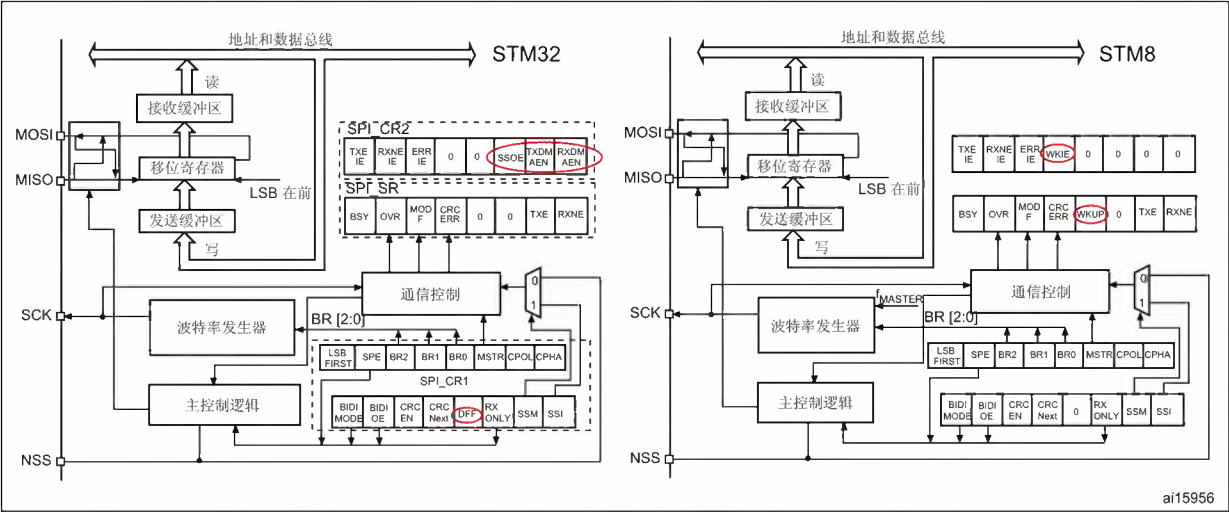 地址和数据总线
STM32
读
接收缓冲区
MOSI
移位寄存器
MISO
LSB 在前
发送缓冲区
写
SPI_CR2
TXE IE
RXNE IE
ERR IE
0
0
SSOE
TXDM AEN
RXDM AEN
SPI_SR
BSY
OVR
MOD F
CRC ERR
0
0
TXE
RXNE
通信控制
0
1
SCK
波特率发生器
BR [2:0]
LSB FIRST
SPE
BR2
BR1
BR0
MSTR
CPOL
CPHA
SPI_CR1
主控制逻辑
BIDI MODE
BIDI OE
CRC EN
CRC Next
DFF
RX ONLY
SSM
SSI
NSS
地址和数据总线
STM8
读
接收缓冲区
MOSI
移位寄存器
MISO
LSB 在前
发送缓冲区
写
TXE IE
RXNE IE
ERR IE
WKIE
0
0
0
0
BSY
OVR
MOD F
CRC ERR
WKUP
0
TXE
RXNE
通信控制
0
1
fMASTER
SCK
波特率发生器
BR [2:0]
LSB FIRST
SPE
BR2
BR1
BR0
MSTR
CPOL
CPHA
主控制逻辑
BIDI MODE
BIDI OE
CRC EN
CRC Next
0
RX ONLY
SSM
SSI
NSS
ai15956